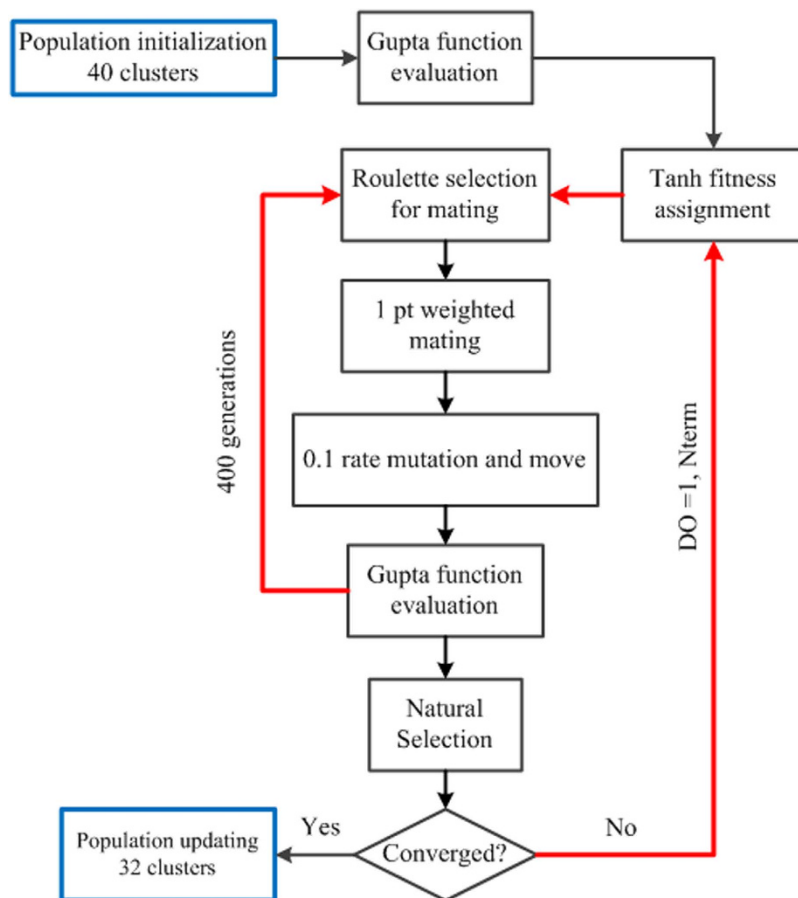 Population initialization
40 clusters
Gupta function
evaluation
Roulette selection
for mating
Tanh fitness
assignment
1 pt weighted
mating
400 generations
0.1 rate mutation and move
DO =1, Nterm
Gupta function
evaluation
Natural
Selection
Population updating
32 clusters
Yes
Converged?
No